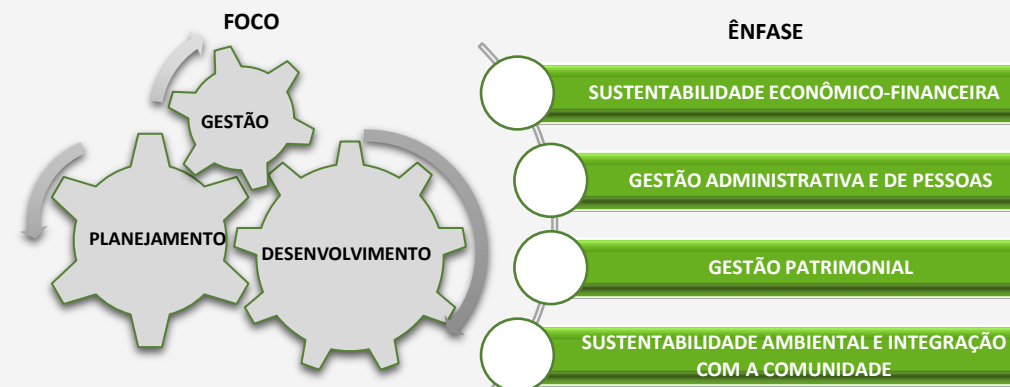 FOCO
GESTÃO
PLANEJAMENTO
DESENVOLVIMENTO
ÊNFASE
SUSTENTABILIDADE ECONÔMICO-FINANCEIRA
GESTÃO ADMINISTRATIVA E DE PESSOAS
GESTÃO PATRIMONIAL
SUSTENTABILIDADE AMBIENTAL E INTEGRAÇÃO
COM A COMUNIDADE